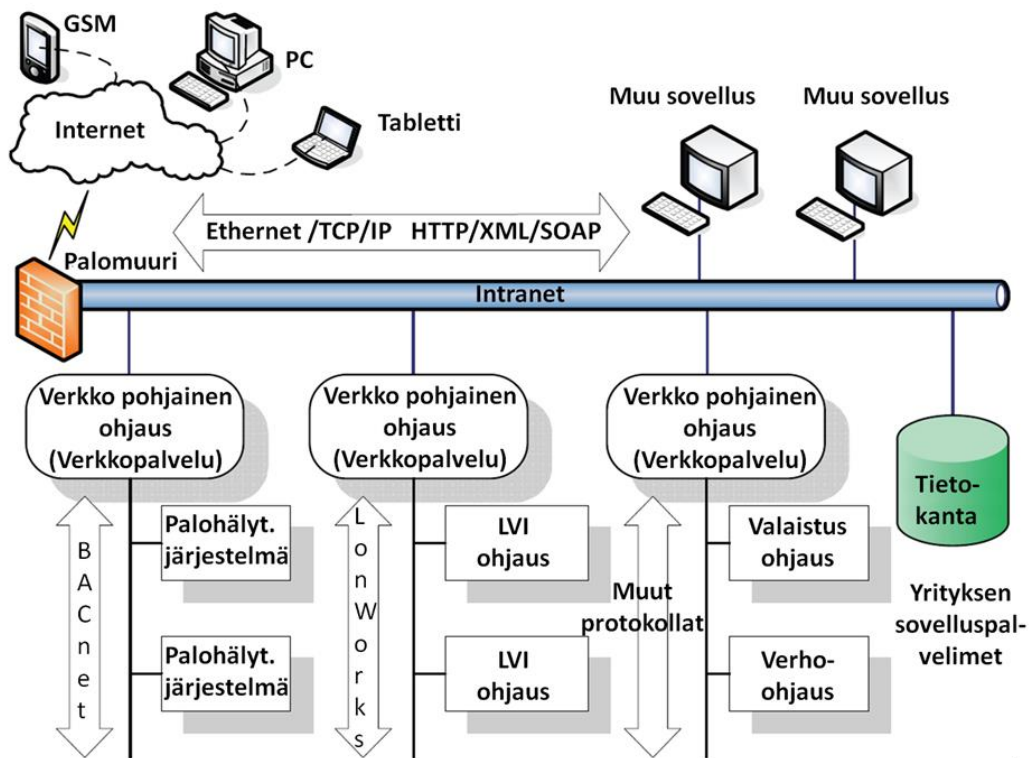 GSM
PC
Internet
Tabletti
Muu sovellus
Muu sovellus
Ethernet /TCP/IP HTTP/XML/SOAP
Palomuuri
Intranet
Verkko pohjainen
ohjaus
(Verkkopalvelu)
Verkko pohjainen
ohjaus
(Verkkopalvelu)
Verkko pohjainen
ohjaus
(Verkkopalvelu)
Tieto-
kanta
BACnet
Palohälyt.
järjestelmä
LonWorks
LVI
ohjaus
Muut
protokollat
Valaistus
ohjaus
Yrityksen
sovelluspal-
velimet
Palohälyt.
järjestelmä
LVI
ohjaus
Verho-
ohjaus